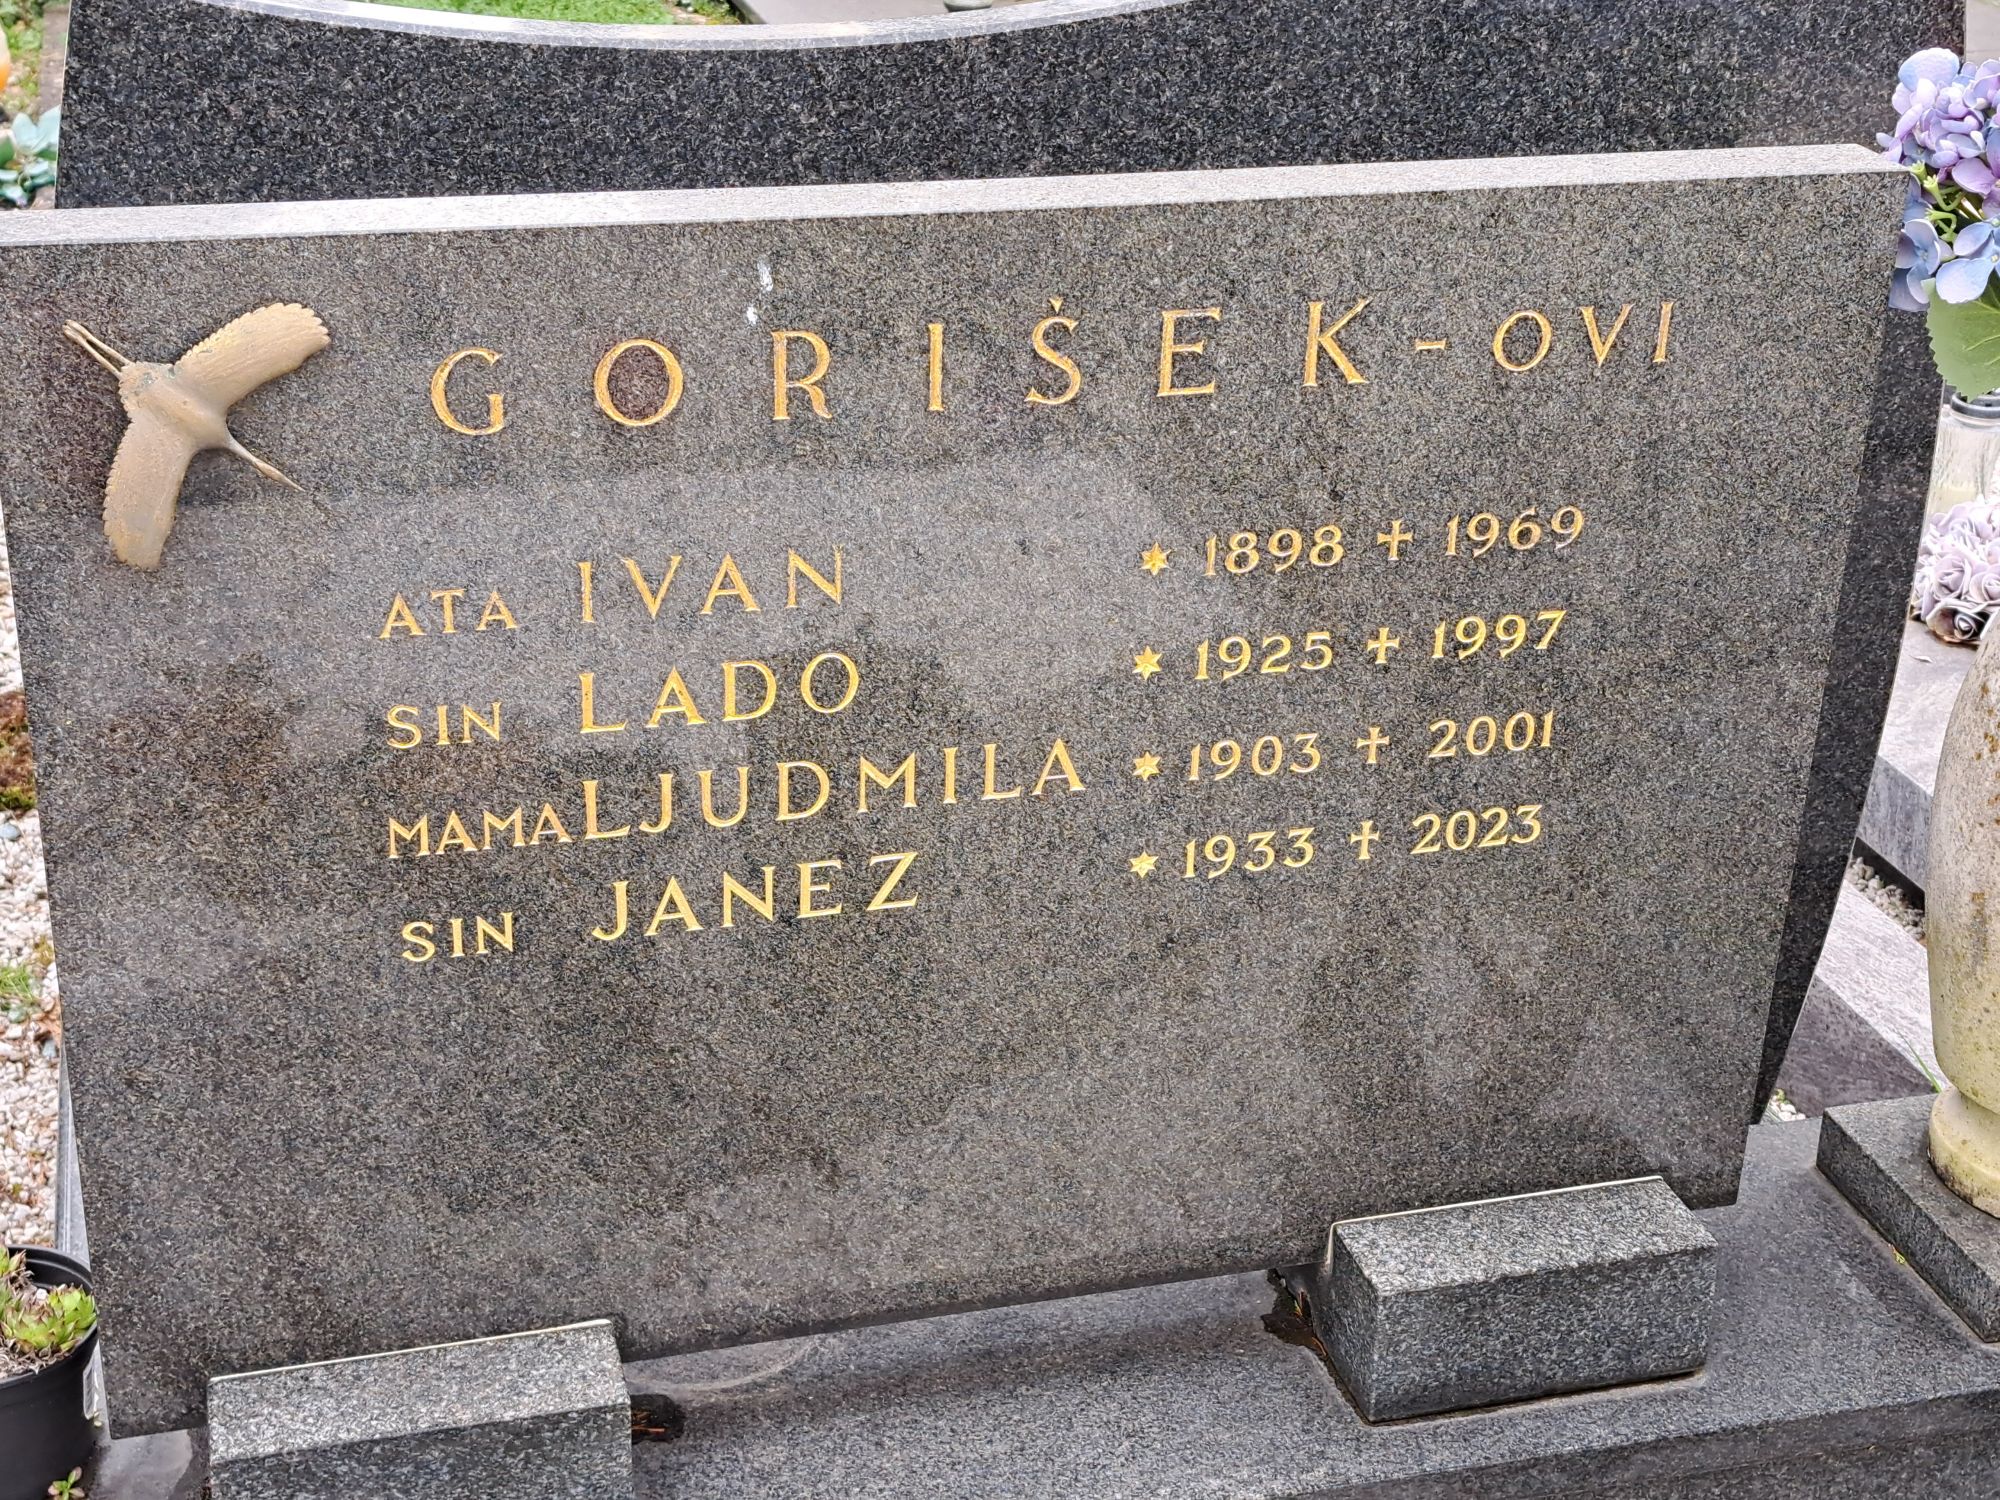 GORIŠEK-OVI
ATA IVAN * 1898 ✝ 1969
SIN LADO * 1925 ✝ 1997
MAMA LJUDMILA * 1903 ✝ 2001
SIN JANEZ * 1933 ✝ 2023